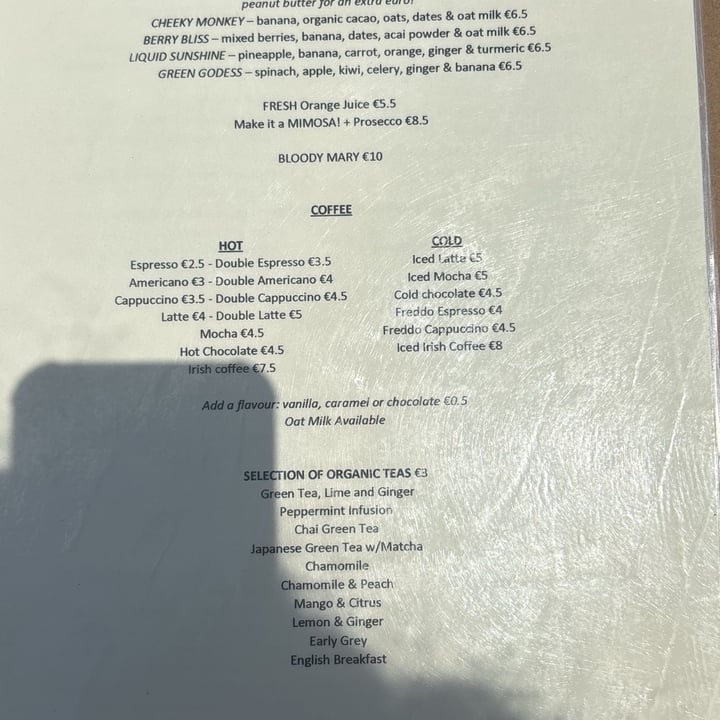 peanut butter for an extra euro!
CHEEKY MONKEY – banana, organic cacao, oats, dates & oat milk €6.5
BERRY BLISS – mixed berries, banana, dates, acai powder & oat milk €6.5
LIQUID SUNSHINE – pineapple, banana, carrot, orange, ginger & turmeric €6.5
GREEN GODESS – spinach, apple, kiwi, celery, ginger & banana €6.5
FRESH Orange Juice €5.5
Make it a MIMOSA! + Prosecco €8.5
BLOODY MARY €10
COFFEE
HOT
Espresso €2.5 - Double Espresso €3.5
Americano €3 - Double Americano €4
Cappuccino €3.5 - Double Cappuccino €4.5
Latte €4 - Double Latte €5
Mocha €4.5
Hot Chocolate €4.5
Irish coffee €7.5
COLD
Iced Latte €5
Iced Mocha €5
Cold chocolate €4.5
Freddo Espresso €4
Freddo Cappuccino €4.5
Iced Irish Coffee €8
Add a flavour: vanilla, caramel or chocolate €0.5
Oat Milk Available
SELECTION OF ORGANIC TEAS €3
Green Tea, Lime and Ginger
Peppermint Infusion
Chai Green Tea
Japanese Green Tea w/Matcha
Chamomile
Chamomile & Peach
Mango & Citrus
Lemon & Ginger
Early Grey
English Breakfast